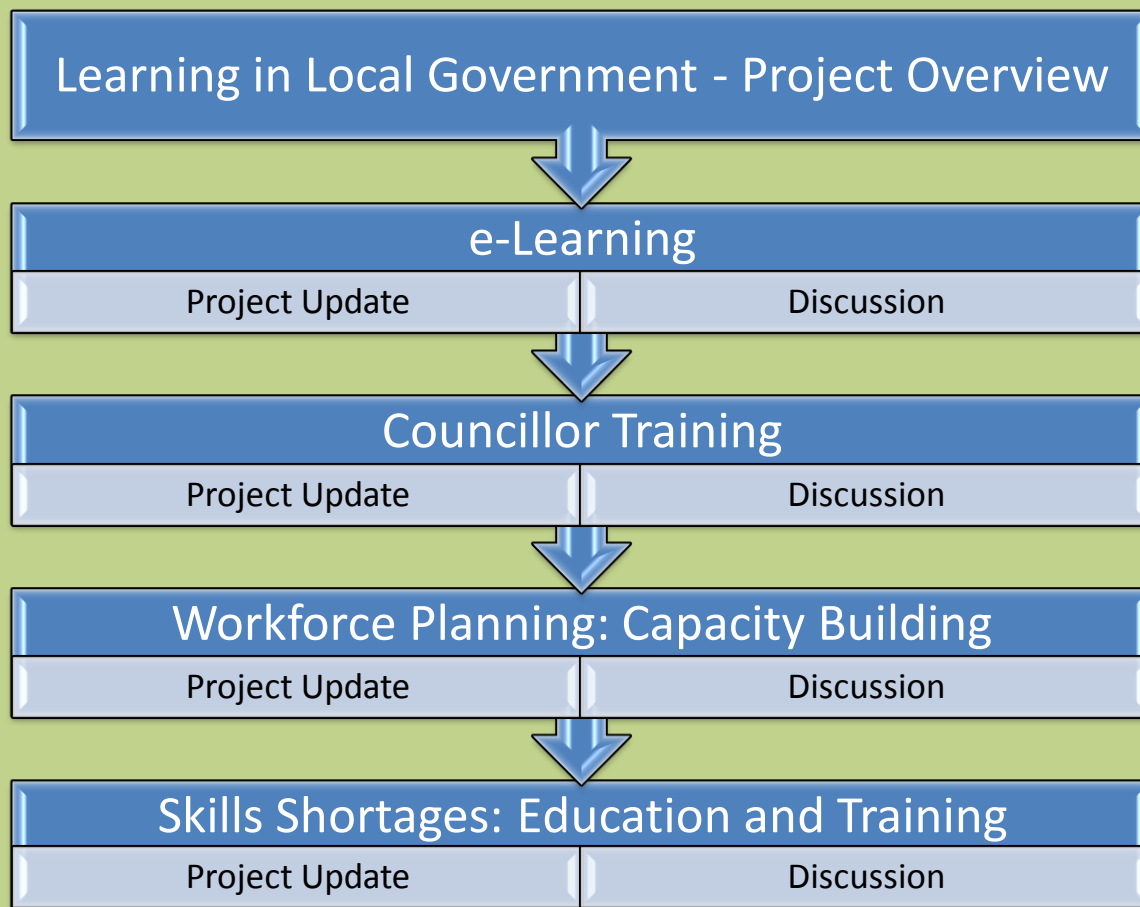 Learning in Local Government - Project Overview
e-Learning
Project Update Discussion
Councillor Training
Project Update Discussion
Workforce Planning: Capacity Building
Project Update Discussion
Skills Shortages: Education and Training
Project Update Discussion